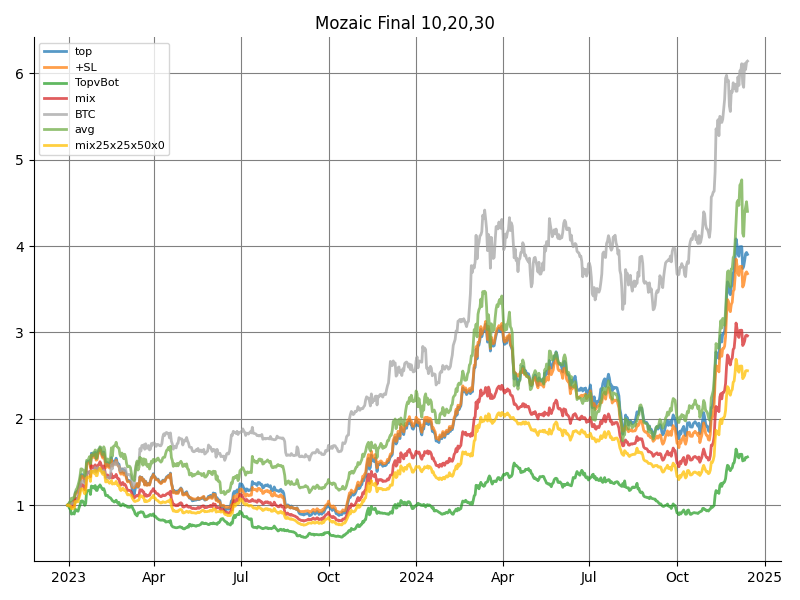 Mozaic Final 10,20,30
top
+SL
TopvBot
mix
BTC
avg
mix25x25x50x0
6
5
4
3
2
1
2023
Apr
Jul
Oct
2024
Apr
Jul
Oct
2025